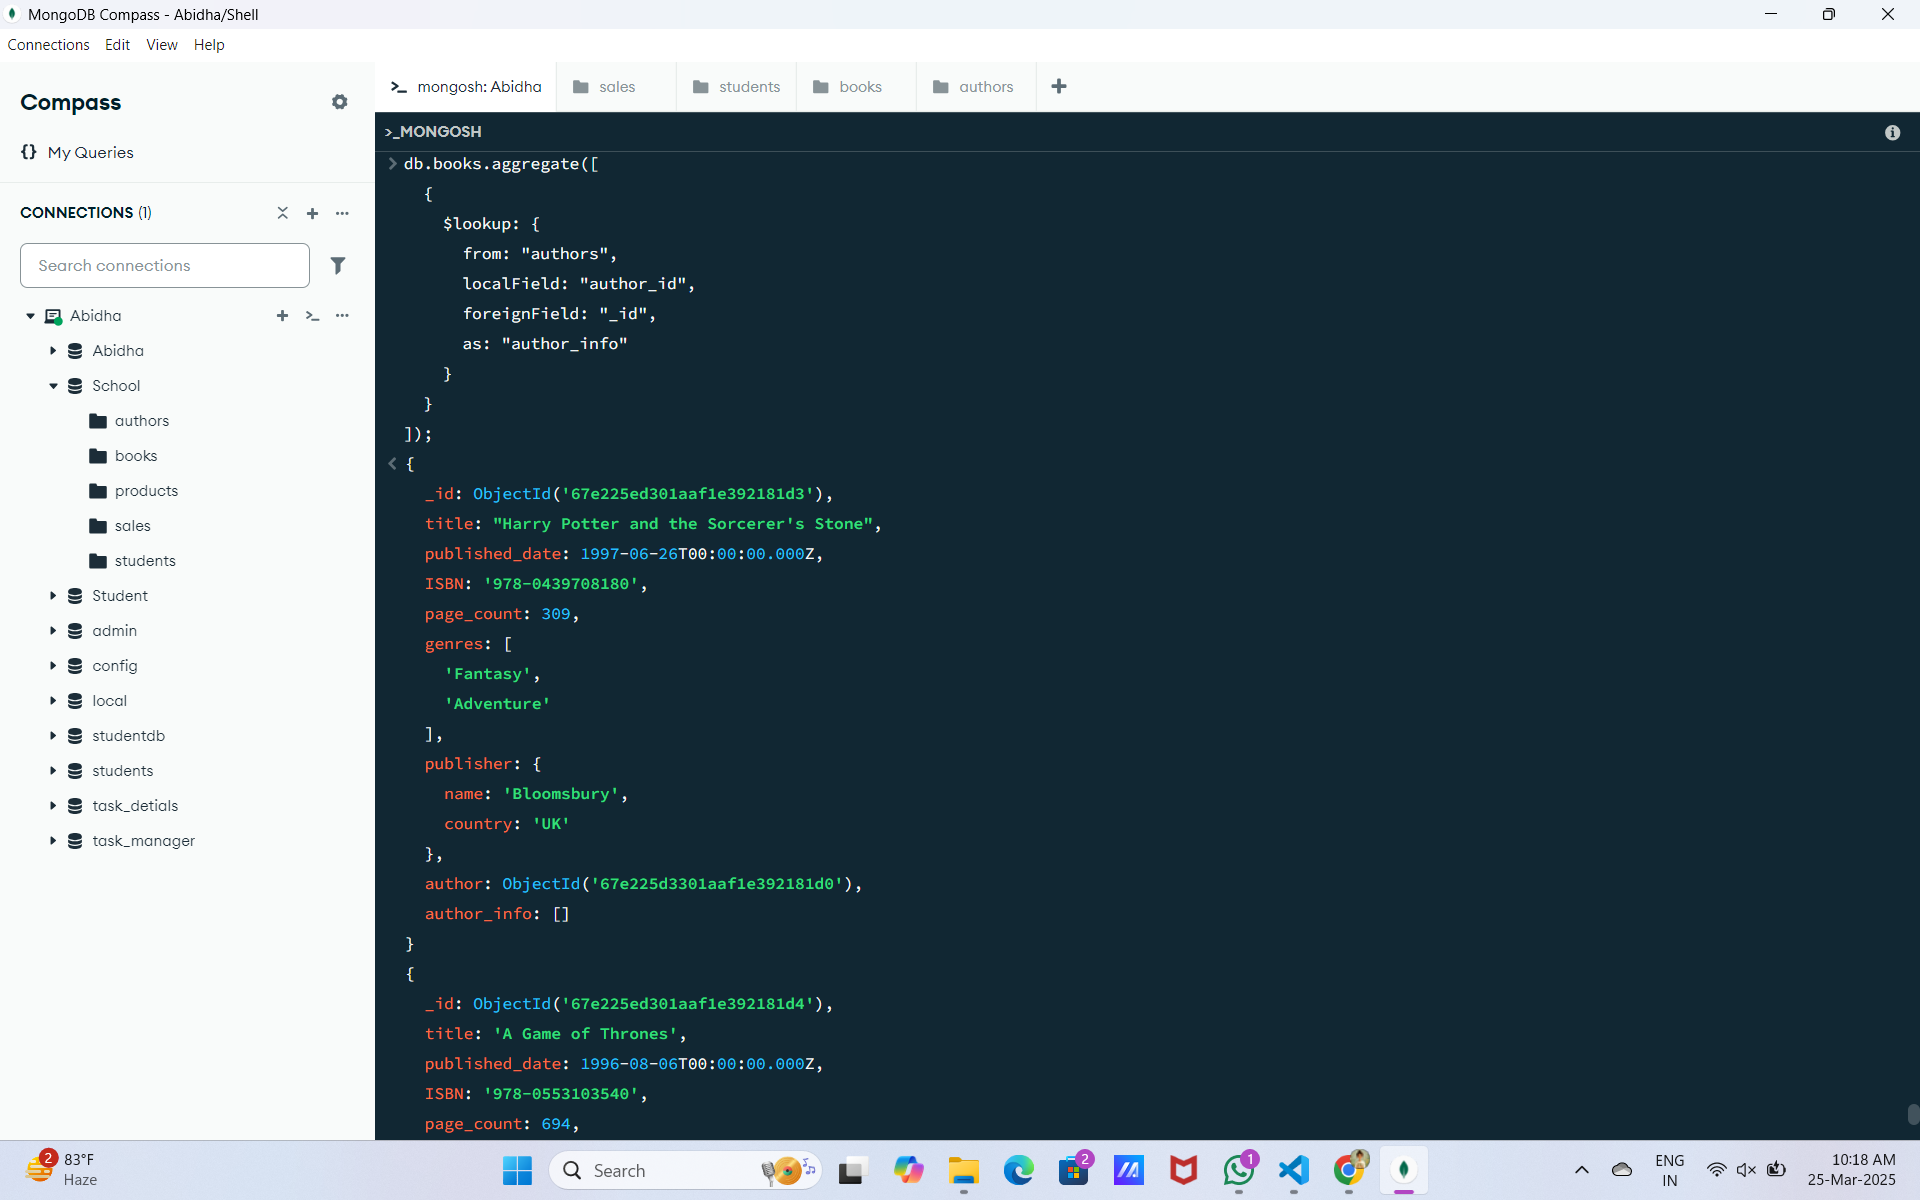 MongoDB Compass - Abidha/Shell
Connections Edit View Help
Compass
{} My Queries
CONNECTIONS (1)
Search connections
Abidha
Abidha
School
authors
books
products
sales
students
Student
admin
config
local
studentdb
students
task_detials
task_manager
>_ mongosh: Abidha sales students books authors +
>_MONGOSH
> db.books.aggregate([
{
$lookup: {
from: "authors",
localField: "author_id",
foreignField: "_id",
as: "author_info"
}
}
]);
< {
_id: ObjectId('67e225ed301aaf1e392181d3'),
title: "Harry Potter and the Sorcerer's Stone",
published_date: 1997-06-26T00:00:00.000Z,
ISBN: '978-0439708180',
page_count: 309,
genres: [
'Fantasy',
'Adventure'
],
publisher: {
name: 'Bloomsbury',
country: 'UK'
},
author: ObjectId('67e225d3301aaf1e392181d0'),
author_info: []
}
{
_id: ObjectId('67e225ed301aaf1e392181d4'),
title: 'A Game of Thrones',
published_date: 1996-08-06T00:00:00.000Z,
ISBN: '978-0553103540',
page_count: 694,
2
83°F
Haze
Search
2
1
ENG
IN
10:18 AM
25-Mar-2025